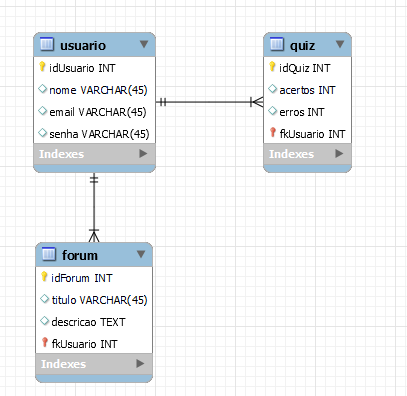 usuario
idUsuario INT
nome VARCHAR(45)
email VARCHAR(45)
senha VARCHAR(45)
Indexes
quiz
idQuiz INT
acertos INT
erros INT
fkUsuario INT
Indexes
forum
idForum INT
titulo VARCHAR(45)
descricao TEXT
fkUsuario INT
Indexes